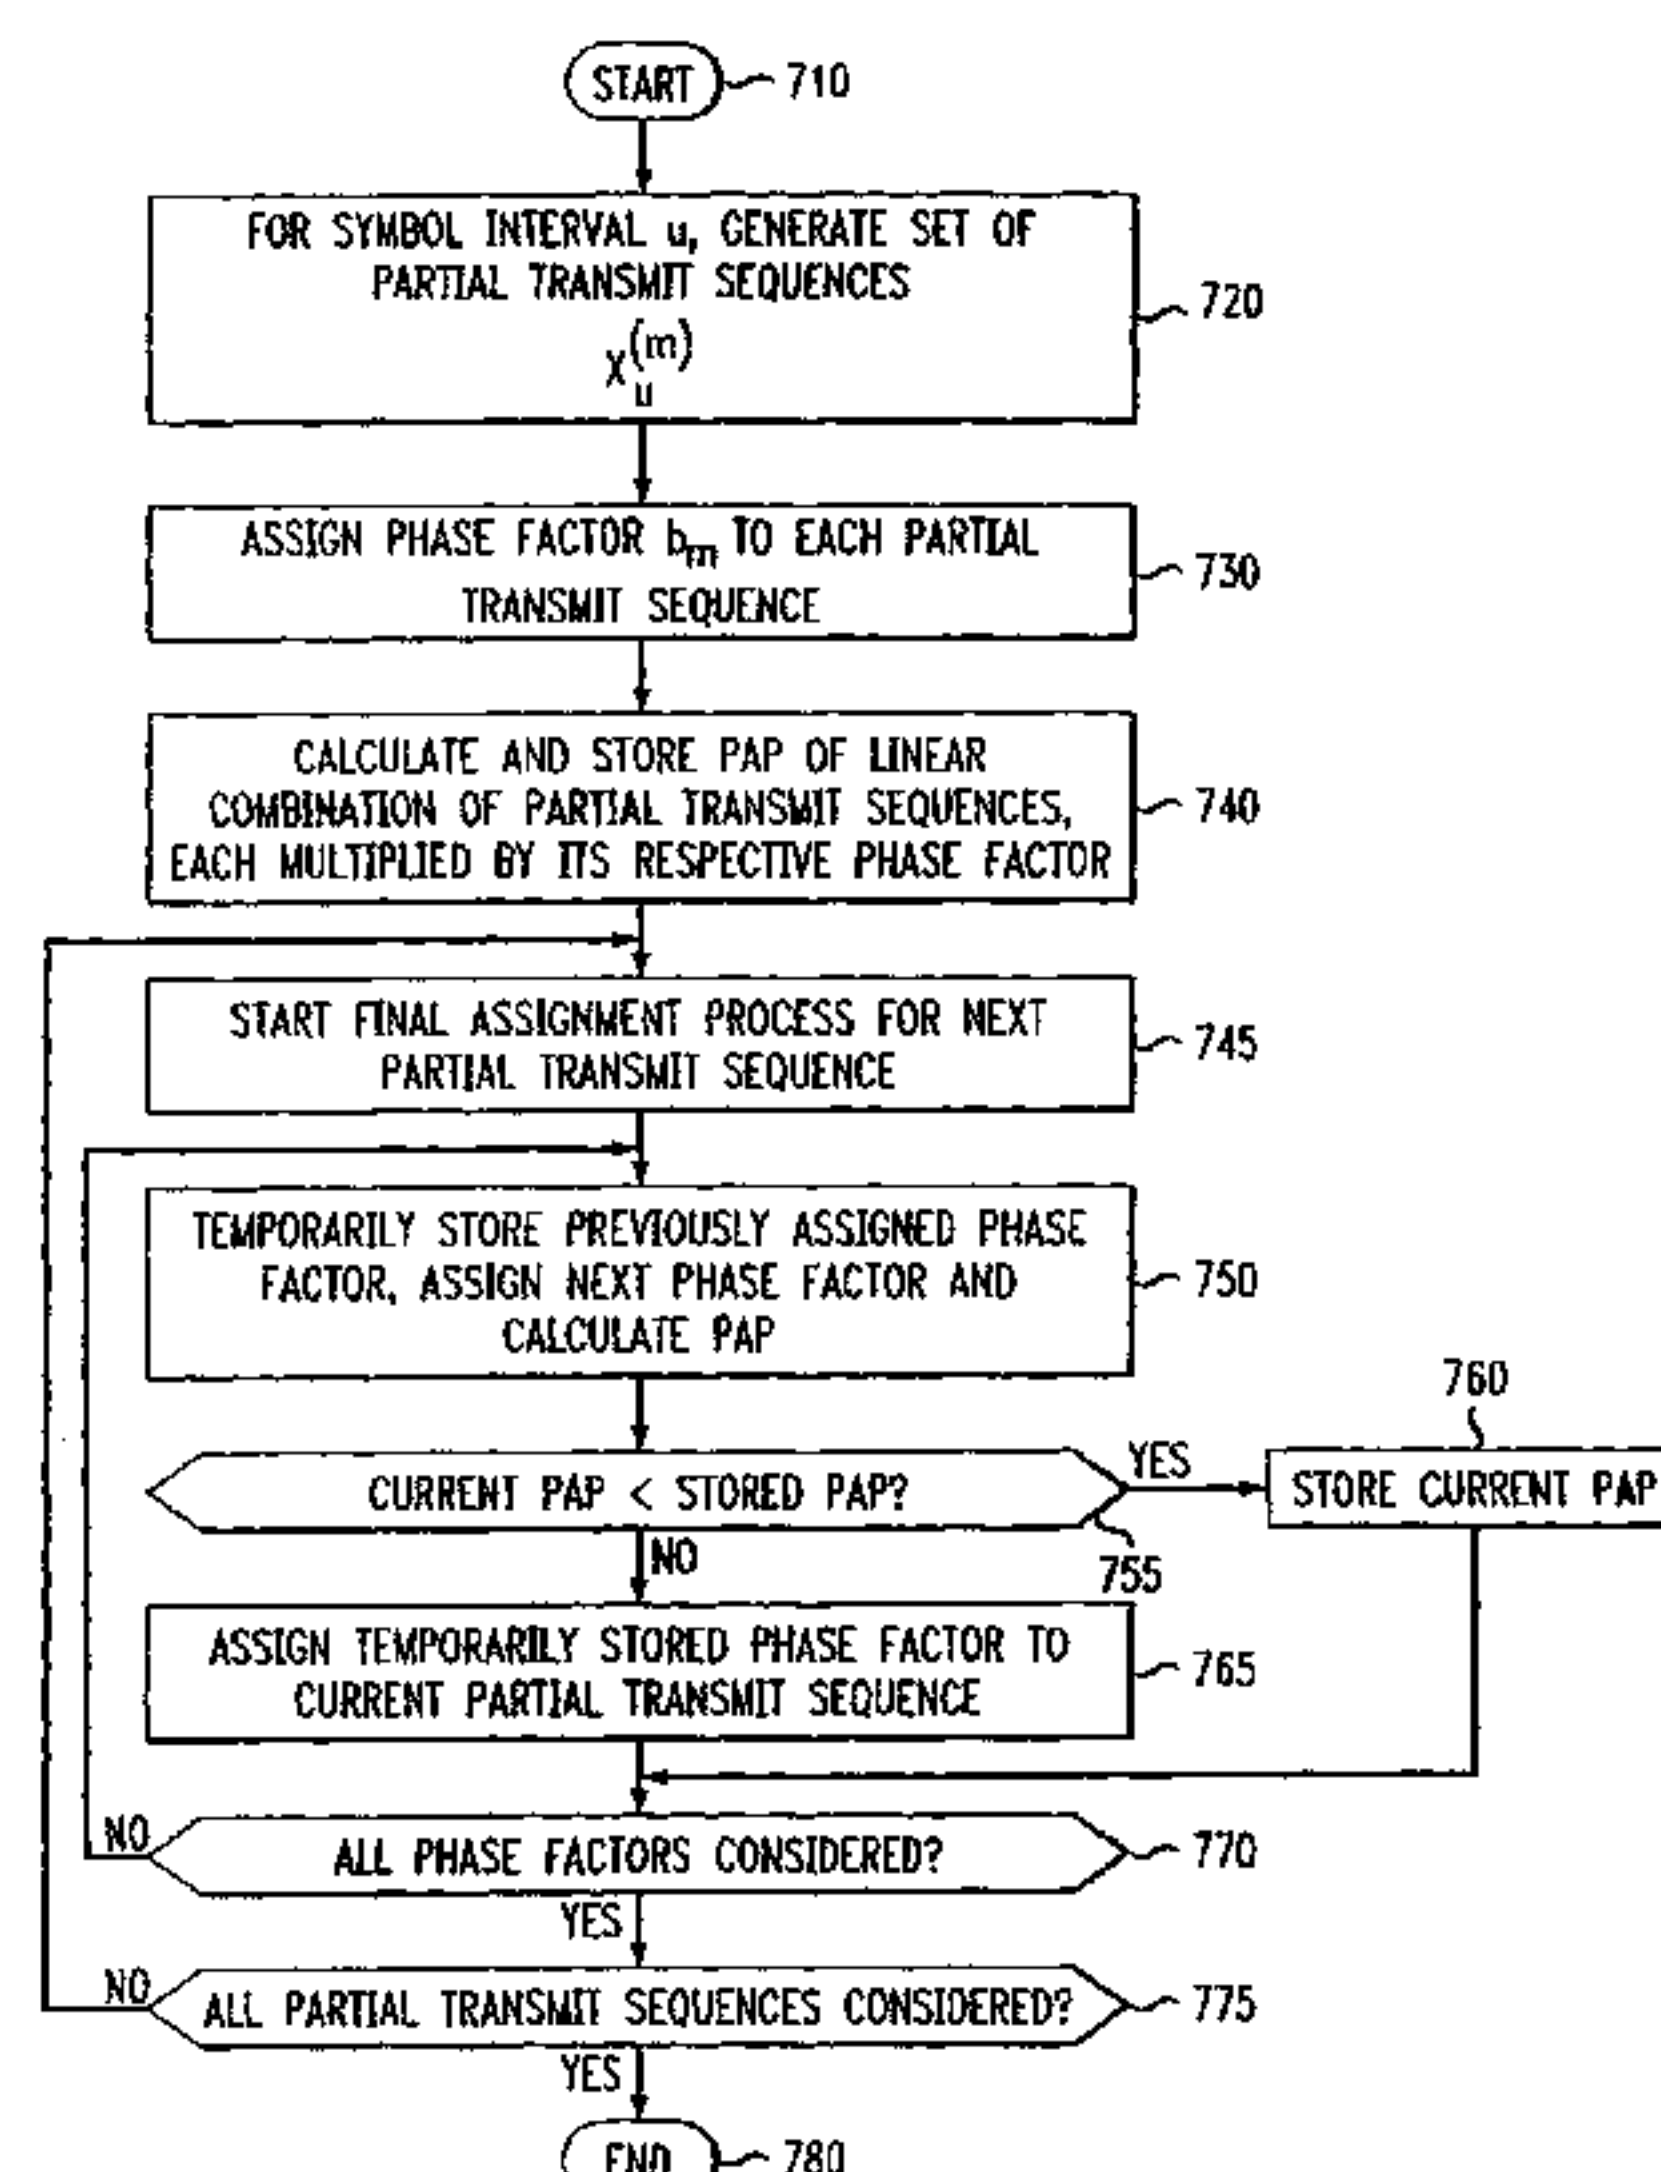 START
710
FOR SYMBOL INTERVAL u, GENERATE SET OF
PARTIAL TRANSMIT SEQUENCES
X_u^(m)
720
ASSIGN PHASE FACTOR b_m TO EACH PARTIAL
TRANSMIT SEQUENCE
730
CALCULATE AND STORE PAP OF LINEAR
COMBINATION OF PARTIAL TRANSMIT SEQUENCES,
EACH MULTIPLIED BY ITS RESPECTIVE PHASE FACTOR
740
START FINAL ASSIGNMENT PROCESS FOR NEXT
PARTIAL TRANSMIT SEQUENCE
745
TEMPORARILY STORE PREVIOUSLY ASSIGNED PHASE
FACTOR, ASSIGN NEXT PHASE FACTOR AND
CALCULATE PAP
750
CURRENT PAP < STORED PAP?
755
YES
760
STORE CURRENT PAP
NO
ASSIGN TEMPORARILY STORED PHASE FACTOR TO
CURRENT PARTIAL TRANSMIT SEQUENCE
765
NO
ALL PHASE FACTORS CONSIDERED?
770
YES
NO
ALL PARTIAL TRANSMIT SEQUENCES CONSIDERED?
775
YES
END
780